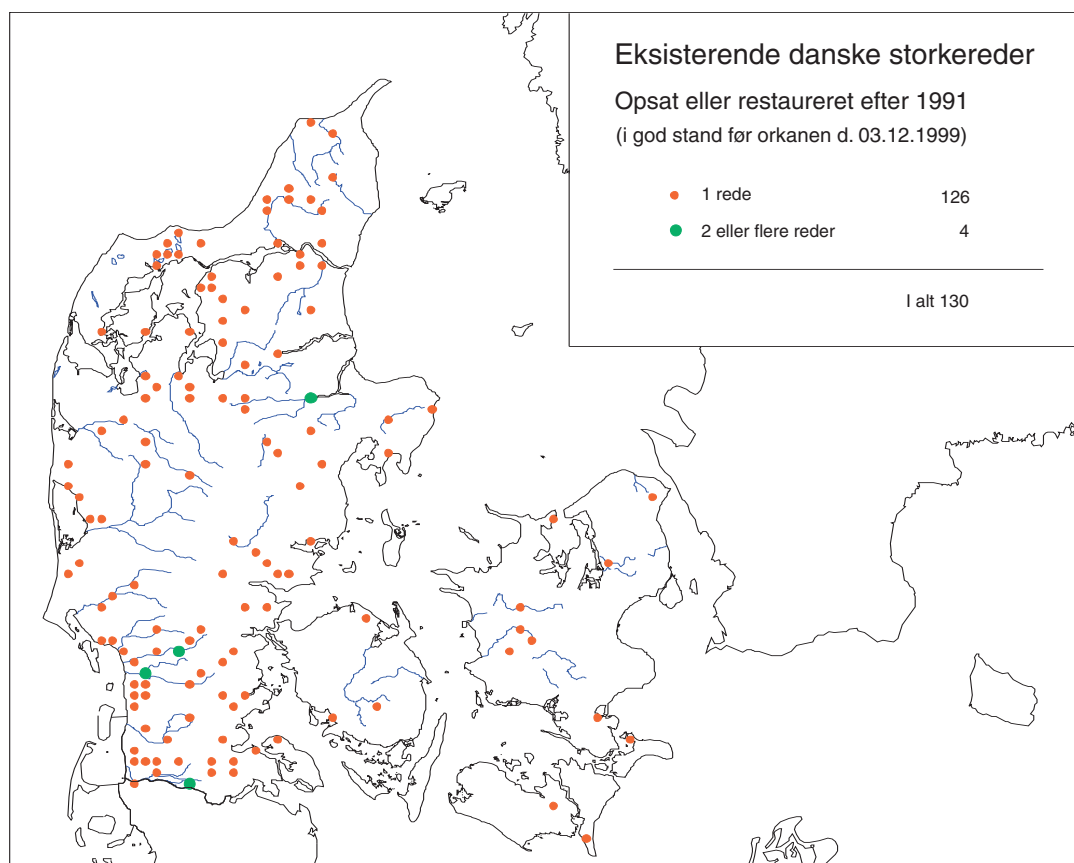 Eksisterende danske storkereder
Opsat eller restaureret efter 1991
(i god stand før orkanen d. 03.12.1999)
1 rede 126
2 eller flere reder 4
I alt 130